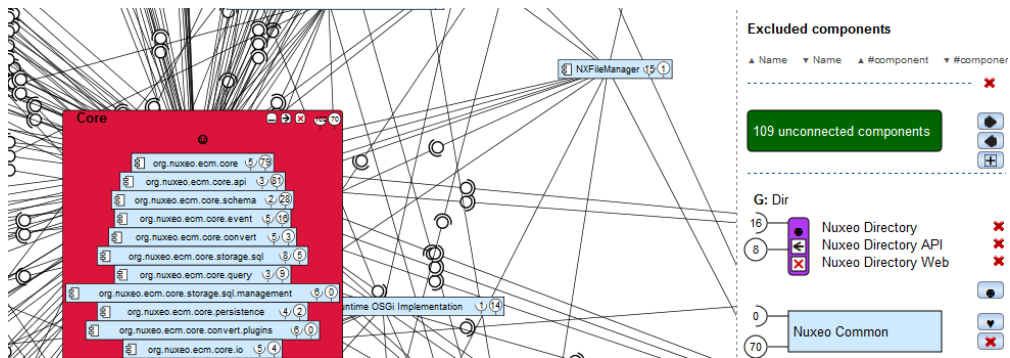 Core
org.nuxeo.ecm.core 5 79
org.nuxeo.ecm.api 3 81
org.nuxeo.ecm.core.schema 2 28
org.nuxeo.ecm.core.event 5 16
org.nuxeo.ecm.core.convert 5 3
org.nuxeo.ecm.core.storage.sql 8 5
org.nuxeo.ecm.core.query 3 9
org.nuxeo.ecm.core.storage.sql.management 6 0
org.nuxeo.ecm.core.persistence 4 2
org.nuxeo.ecm.core.convert.plugins 6 0
org.nuxeo.ecm.core.io 5 4
NXFileManager 15 1
untime OSGi Implementation 1 14
Excluded components
▲ Name ▼ Name ▲ #component ▼ #componer
109 unconnected components
G: Dir
16
8
Nuxeo Directory
Nuxeo Directory API
Nuxeo Directory Web
0
70
Nuxeo Common